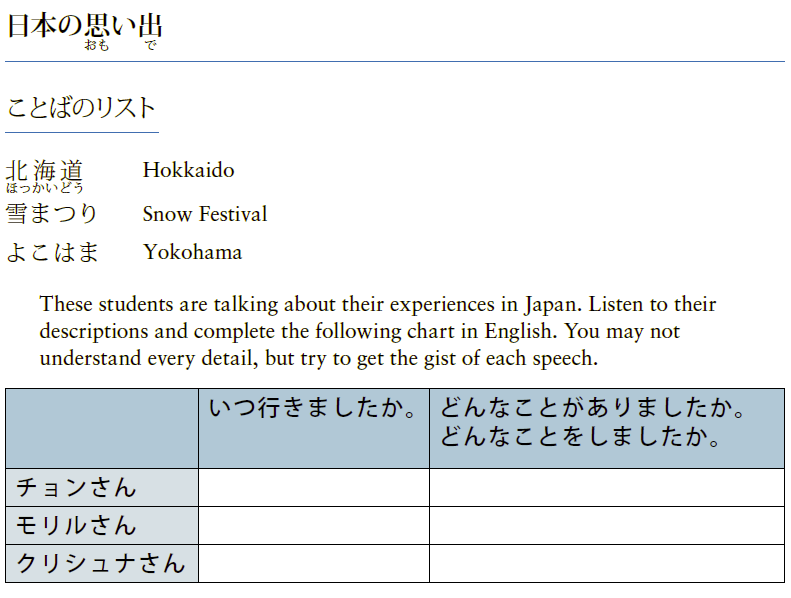 日本の思い出
おも で
ことばのリスト
北海道 Hokkaido
ほっかいどう
雪まつり Snow Festival
よこはま Yokohama
These students are talking about their experiences in Japan. Listen to their
descriptions and complete the following chart in English. You may not
understand every detail, but try to get the gist of each speech.
いつ行きましたか。 どんなことがありましたか。
どんなことをしましたか。
チョンさん
モリルさん
クリシュナさん